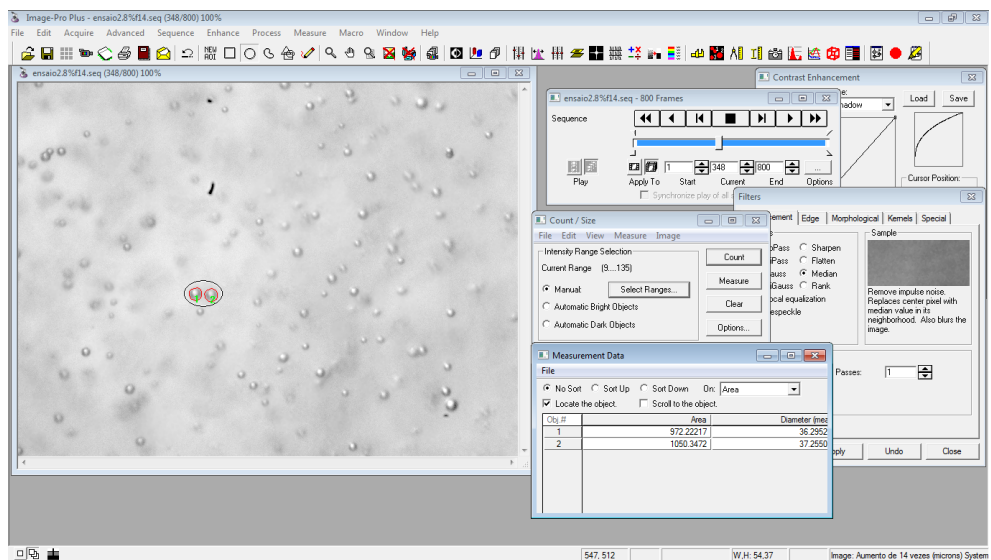 Image-Pro Plus - ensaio2.8%f14.seq (348/800) 100%
File Edit Acquire Advanced Sequence Enhance Process Measure Macro Window Help
NEW AOI
ensaio2.8%f14.seq (348/800) 100%
Contrast Enhancement
Load Save
Cursor Position:
ensaio2.8%f14.seq - 800 Frames
Sequence
1 348 800 ...
Play Apply To Start Current End Options
Synchronize play of all
Filters
Edge Morphological Kernels Special
Sample
Sharpen
Flatten
Median
Rank
Remove impulse noise.
Replaces center pixel with
median value in its
neighborhood. Also blurs the
image.
Passes: 1
Undo Close
Count / Size
File Edit View Measure Image
Intensity Range Selection
Current Range (9....135)
Manual: Select Ranges...
Automatic Bright Objects
Automatic Dark Objects
Count
Measure
Clear
Options...
Measurement Data
File
No Sort Sort Up Sort Down On: Area
Locate the object. Scroll to the object.
Obj.# Area Diameter (mea
1 972.22217 36.2952
2 1050.3472 37.2550
547, 512 W,H: 54,37 Image: Aumento de 14 vezes (microns) System